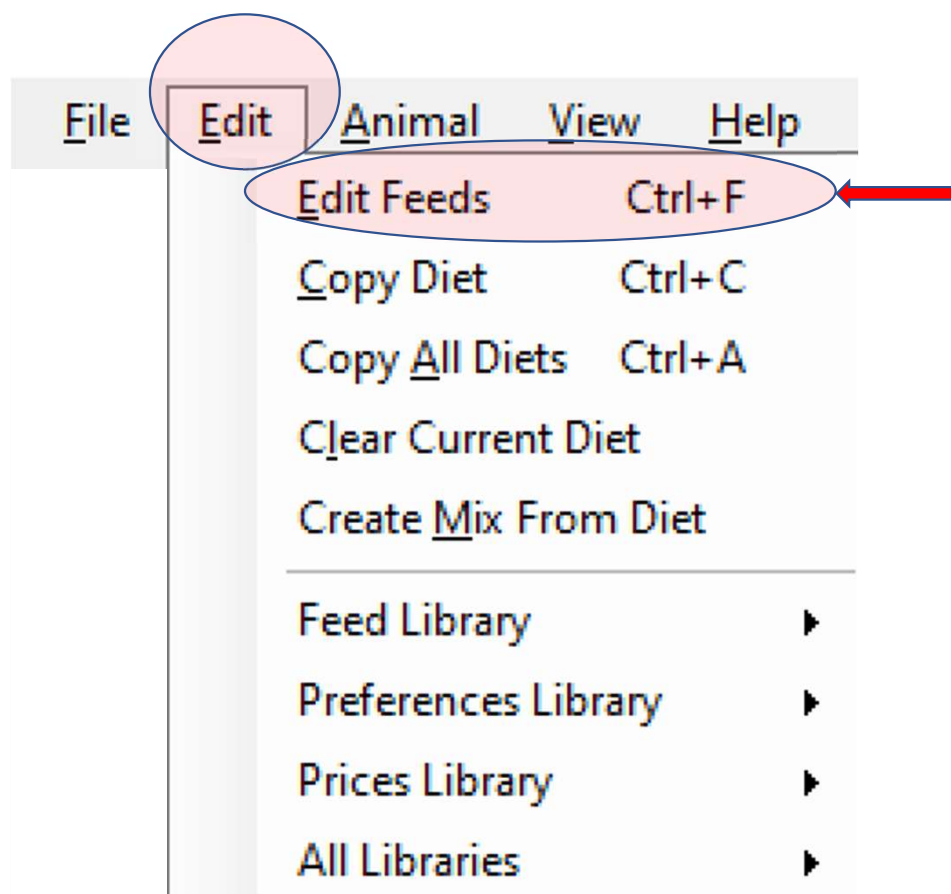 File Edit Animal View Help
Edit Feeds Ctrl+F
Copy Diet Ctrl+C
Copy All Diets Ctrl+A
Clear Current Diet
Create Mix From Diet
Feed Library
Preferences Library
Prices Library
All Libraries